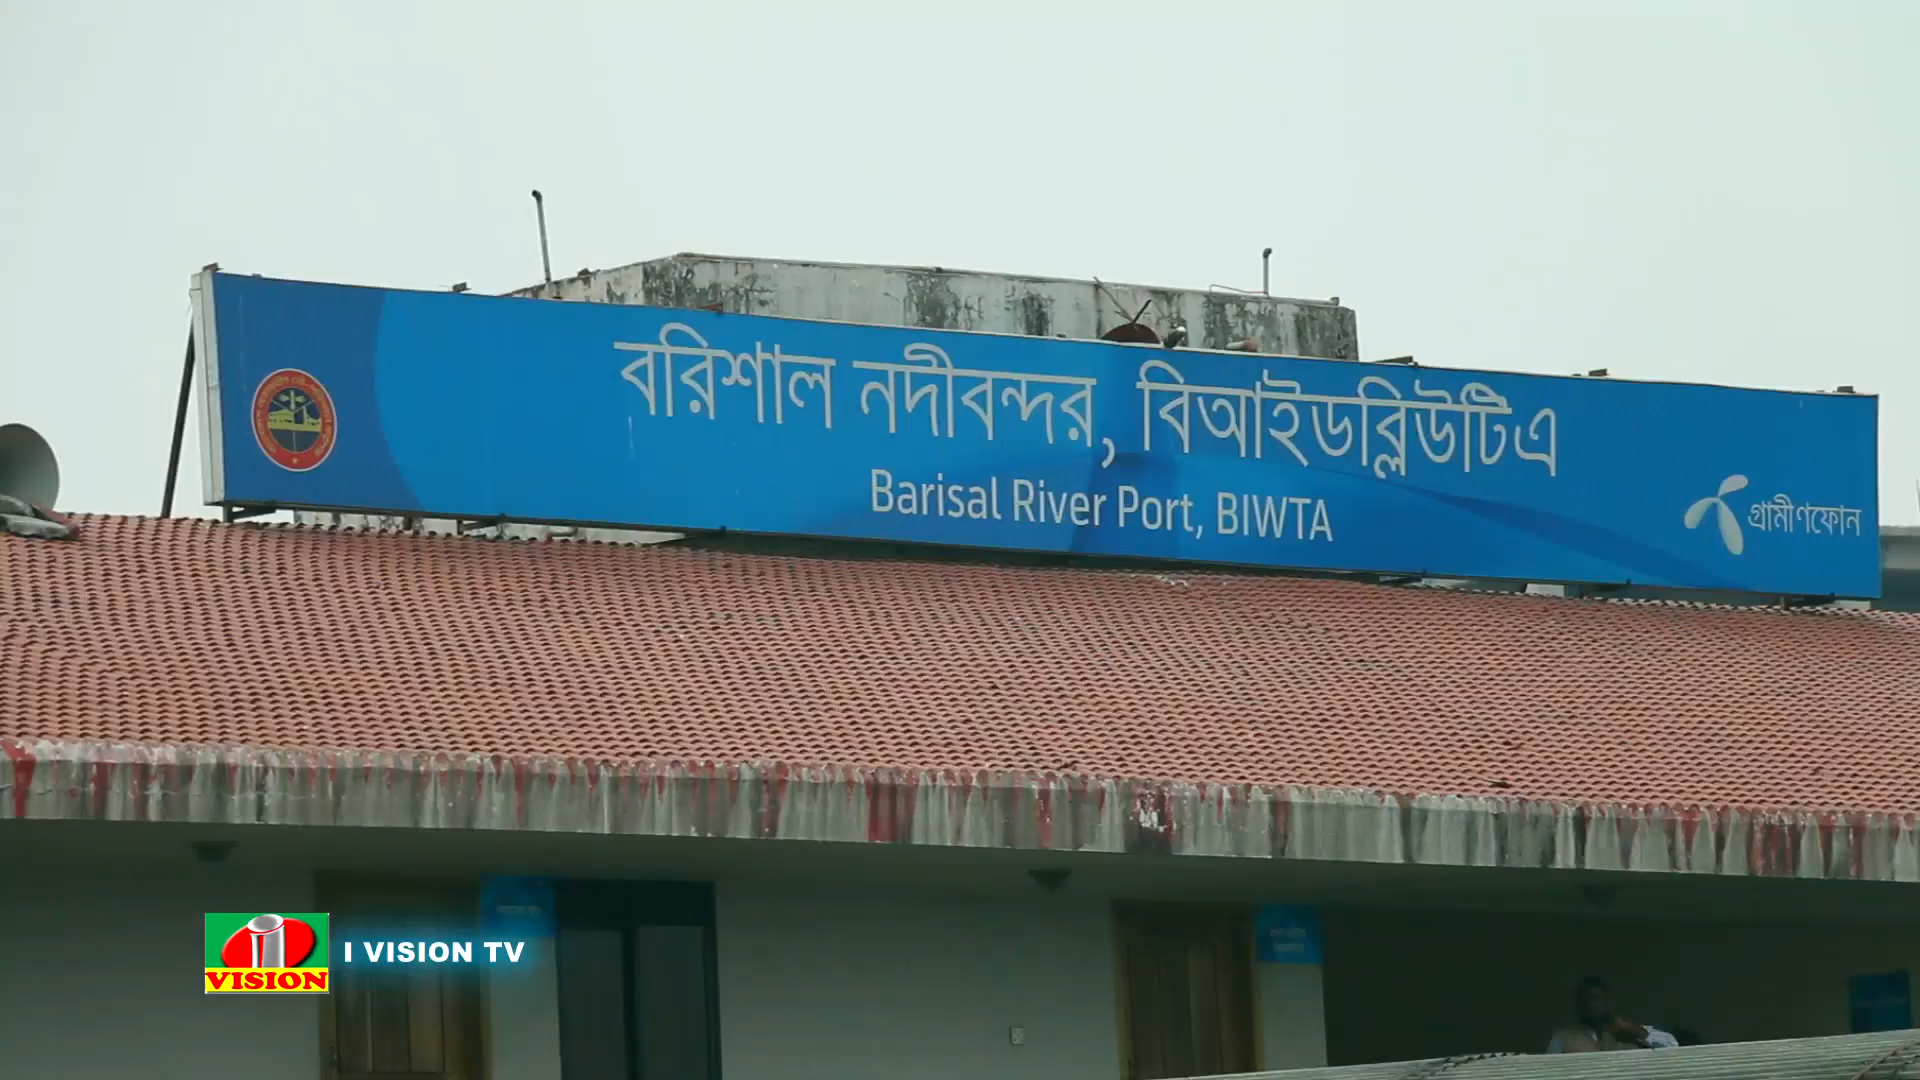 বরিশাল নদীবন্দর, বিআইডব্লিউটিএ
Barisal River Port, BIWTA
গ্রামীণফোন
VISION
I VISION TV